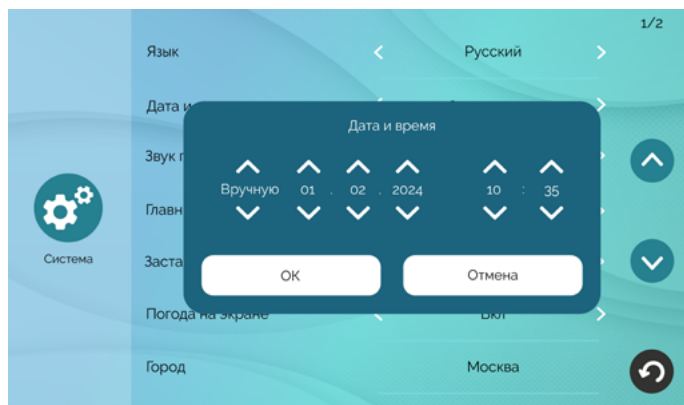 1/2
Язык
Русский
Дата и
Дата и время
Звук
Вручную 01 . 02 . 2024 10 : 35
Главн
Система
Заста
OK
Отмена
Погода на экране
Вкл
Город
Москва